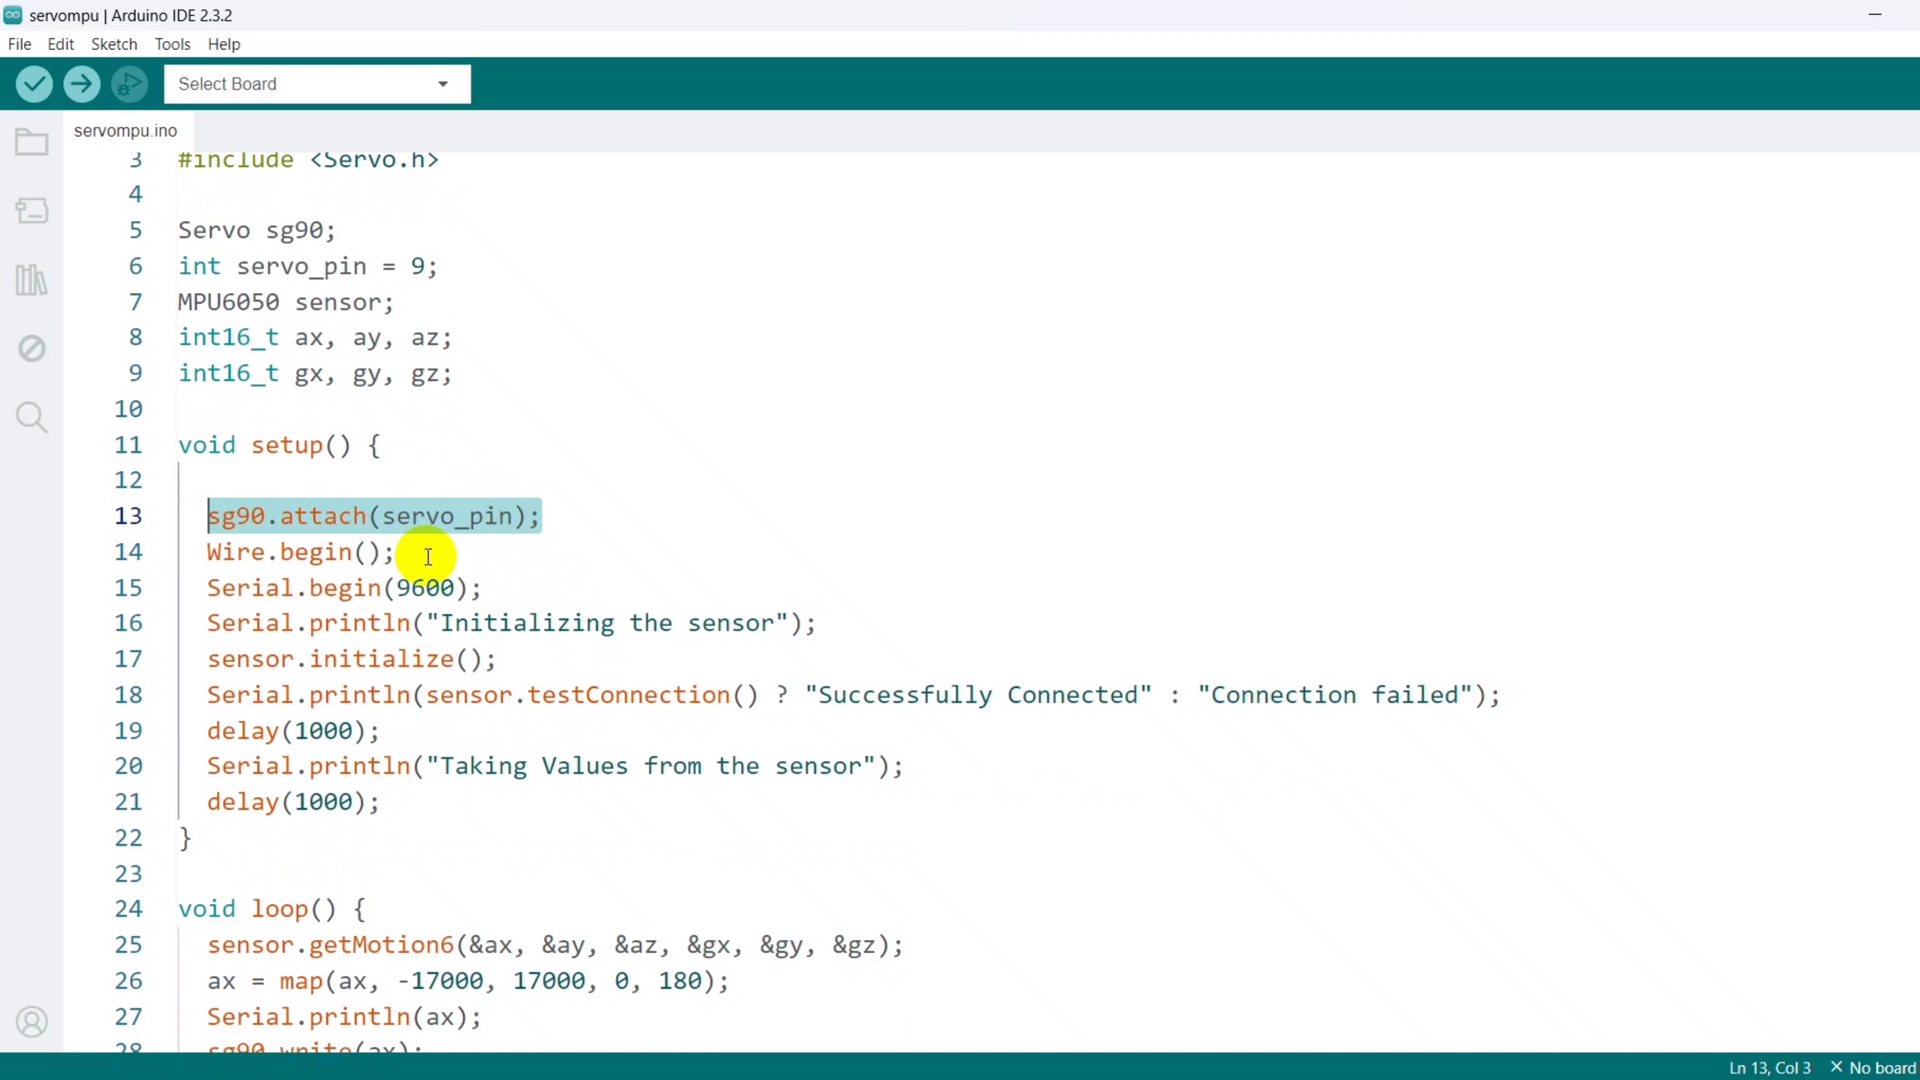 servompu | Arduino IDE 2.3.2
File Edit Sketch Tools Help
Select Board
servompu.ino
3 #include <Servo.h>
4
5 Servo sg90;
6 int servo_pin = 9;
7 MPU6050 sensor;
8 int16_t ax, ay, az;
9 int16_t gx, gy, gz;
10
11 void setup() {
12
13 sg90.attach(servo_pin);
14 Wire.begin();
15 Serial.begin(9600);
16 Serial.println("Initializing the sensor");
17 sensor.initialize();
18 Serial.println(sensor.testConnection() ? "Successfully Connected" : "Connection failed");
19 delay(1000);
20 Serial.println("Taking Values from the sensor");
21 delay(1000);
22 }
23
24 void loop() {
25 sensor.getMotion6(&ax, &ay, &az, &gx, &gy, &gz);
26 ax = map(ax, -17000, 17000, 0, 180);
27 Serial.println(ax);
28 sg90.write(ax);
Ln 13, Col 3 × No board